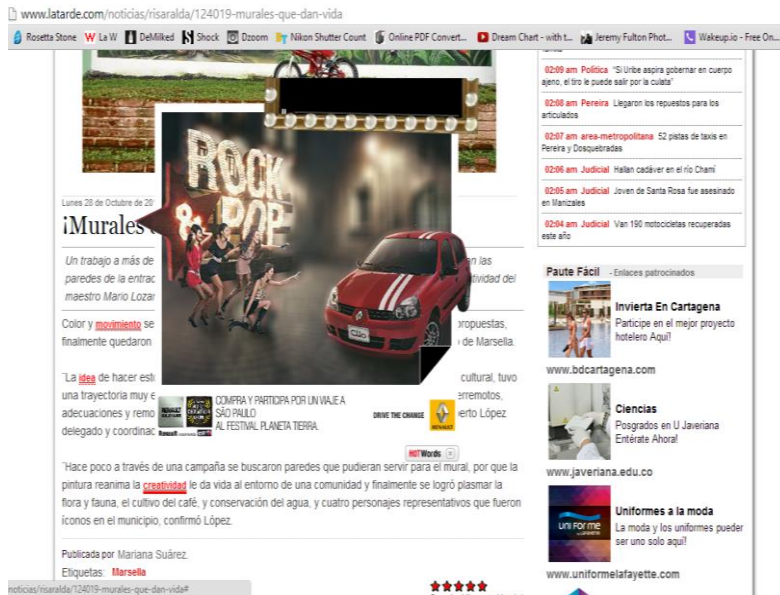 www.latarde.com/noticias/risaralda/124019-murales-que-dan-vida
Rosetta Stone
La W
DeMilked
Shock
Dzoom
Nikon Shutter Count
Online PDF Convert...
Dream Chart - with t...
Jeremy Fulton Phot...
Wakeup.io - Free On...
Lunes 28 de Octubre de 20
¡Murales
Un trabajo a más de
en las
paredes de la entrac
maestro Mario Lozar
Color y movimiento se
propuestas,
finalmente quedaron
de Marsella.
"La idea de hacer est
cultural, tuvo
una trayectoria muy e
adecuaciones y remo
delegado y coordinac
ROCK
& POP
Clio
COMPRA Y PARTICIPA POR UN VIAJE A
SÃO PAULO
AL FESTIVAL PLANETA TIERRA.
DRIVE THE CHANGE
RENAULT
HOTWords
"Hace poco a través de una campaña se buscaron paredes que pudieran servir para el mural, por que la
pintura reanima la creatividad le da vida al entorno de una comunidad y finalmente se logró plasmar la
flora y fauna, el cultivo del café, y conservación del agua, y cuatro personajes representativos que fueron
íconos en el municipio, confirmó López.
Publicada por Mariana Suárez.
Etiquetas: Marsella
noticias/risaralda/124019-murales-que-dan-vida#
02:09 am Politica "Si Uribe aspira gobernar en cuerpo
ajeno, el tiro le puede salir por la culata"
02:08 am Pereira Llegaron los repuestos para los
articulados
02:07 am area-metropolitana 52 pistas de taxis en
Pereira y Dosquebradas
02:06 am Judicial Hallan cadáver en el río Chamí
02:05 am Judicial Joven de Santa Rosa fue asesinado
en Manizales
02:04 am Judicial Van 190 motocicletas recuperadas
este año
Paute Fácil - Enlaces patrocinados
Invierta En Cartagena
Participe en el mejor proyecto
hotelero Aquí!
www.bdcartagena.com
Ciencias
Posgrados en U Javeriana
Entérate Ahora!
www.javeriana.edu.co
UNI FOR ME
Uniformes a la moda
La moda y los uniformes pueder
ser uno solo aquí!
www.uniformelafayette.com